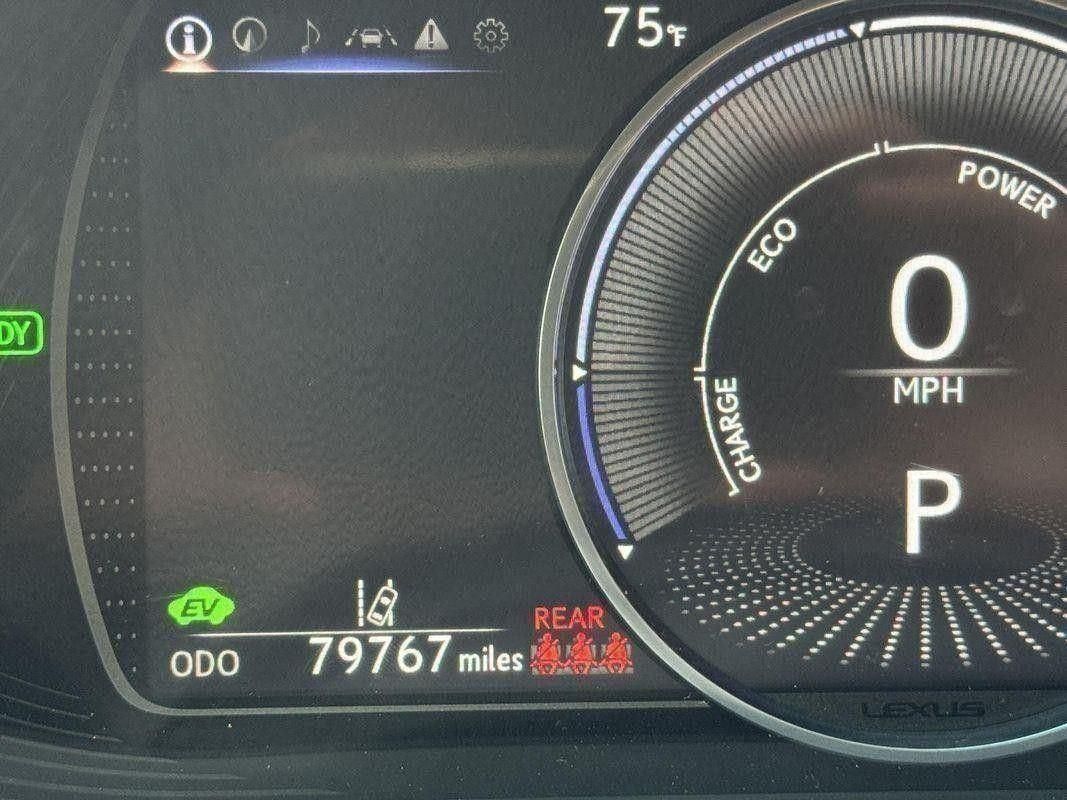 75°F
POWER
ECO
0
MPH
DY
CHARGE
P
EV
REAR
ODO 79767 miles
LEXUS